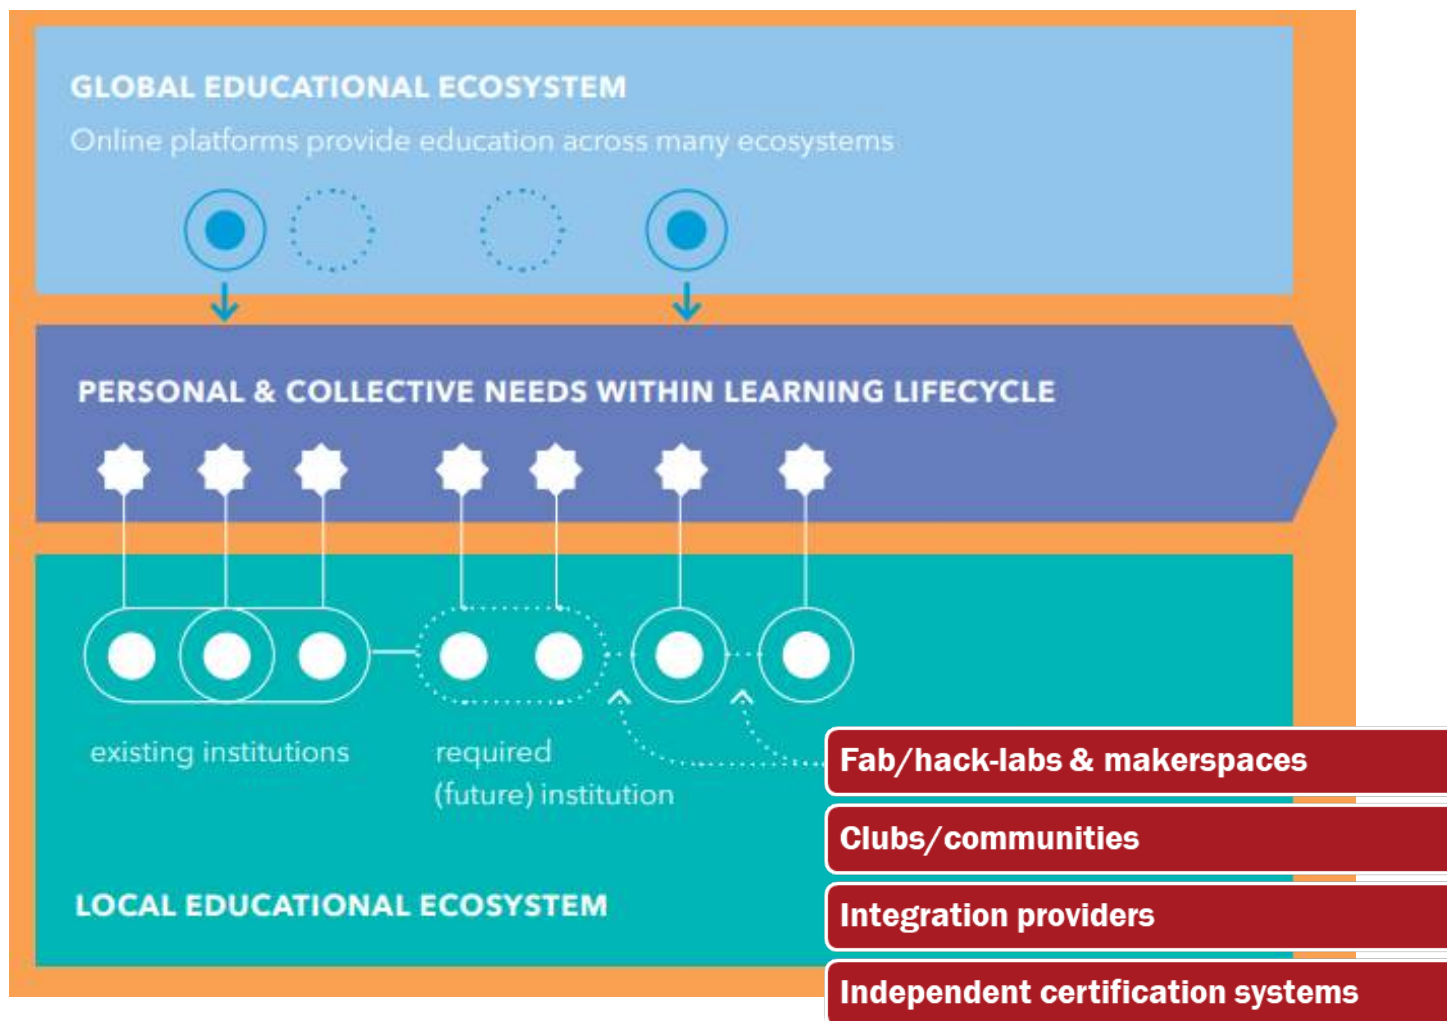 GLOBAL EDUCATIONAL ECOSYSTEM
Online platforms provide education across many ecosystems
PERSONAL & COLLECTIVE NEEDS WITHIN LEARNING LIFECYCLE
existing institutions
required
(future) institution
Fab/hack-labs & makerspaces
Clubs/communities
LOCAL EDUCATIONAL ECOSYSTEM
Integration providers
Independent certification systems